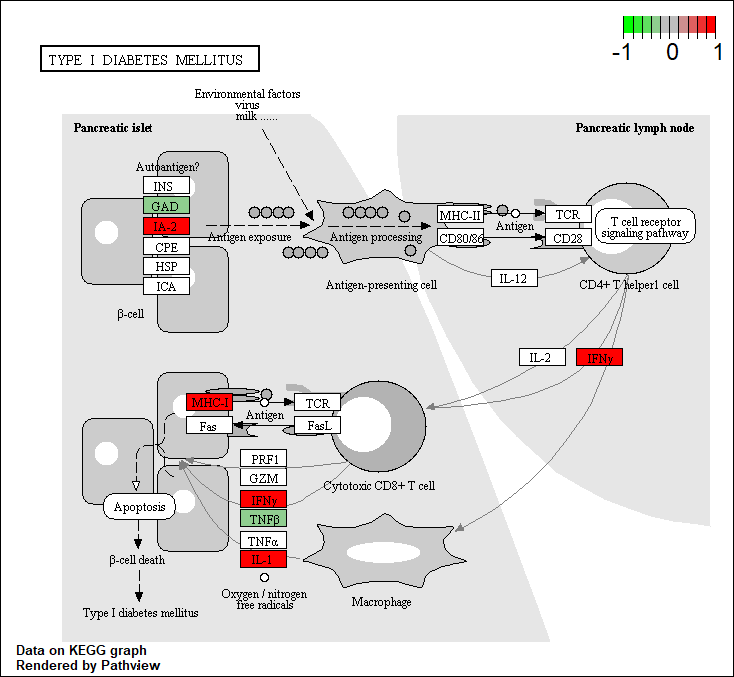 -1 0 1
TYPE I DIABETES MELLITUS
Environmental factors
virus
milk ......
Pancreatic islet
Pancreatic lymph node
Autoantigen?
INS
GAD
IA-2
CPE
HSP
ICA
β-cell
Antigen exposure
Antigen processing
Antigen-presenting cell
MHC-II
CD80/86
Antigen
TCR
CD28
T cell receptor
signaling pathway
IL-12
CD4+ T helper1 cell
IL-2
IFNγ
MHC-I
Fas
Antigen
TCR
FasL
PRF1
GZM
IFNγ
TNFβ
TNFα
IL-1
Cytotoxic CD8+ T cell
Apoptosis
β-cell death
Type I diabetes mellitus
Oxygen / nitrogen
free radicals
Macrophage
Data on KEGG graph
Rendered by Pathview